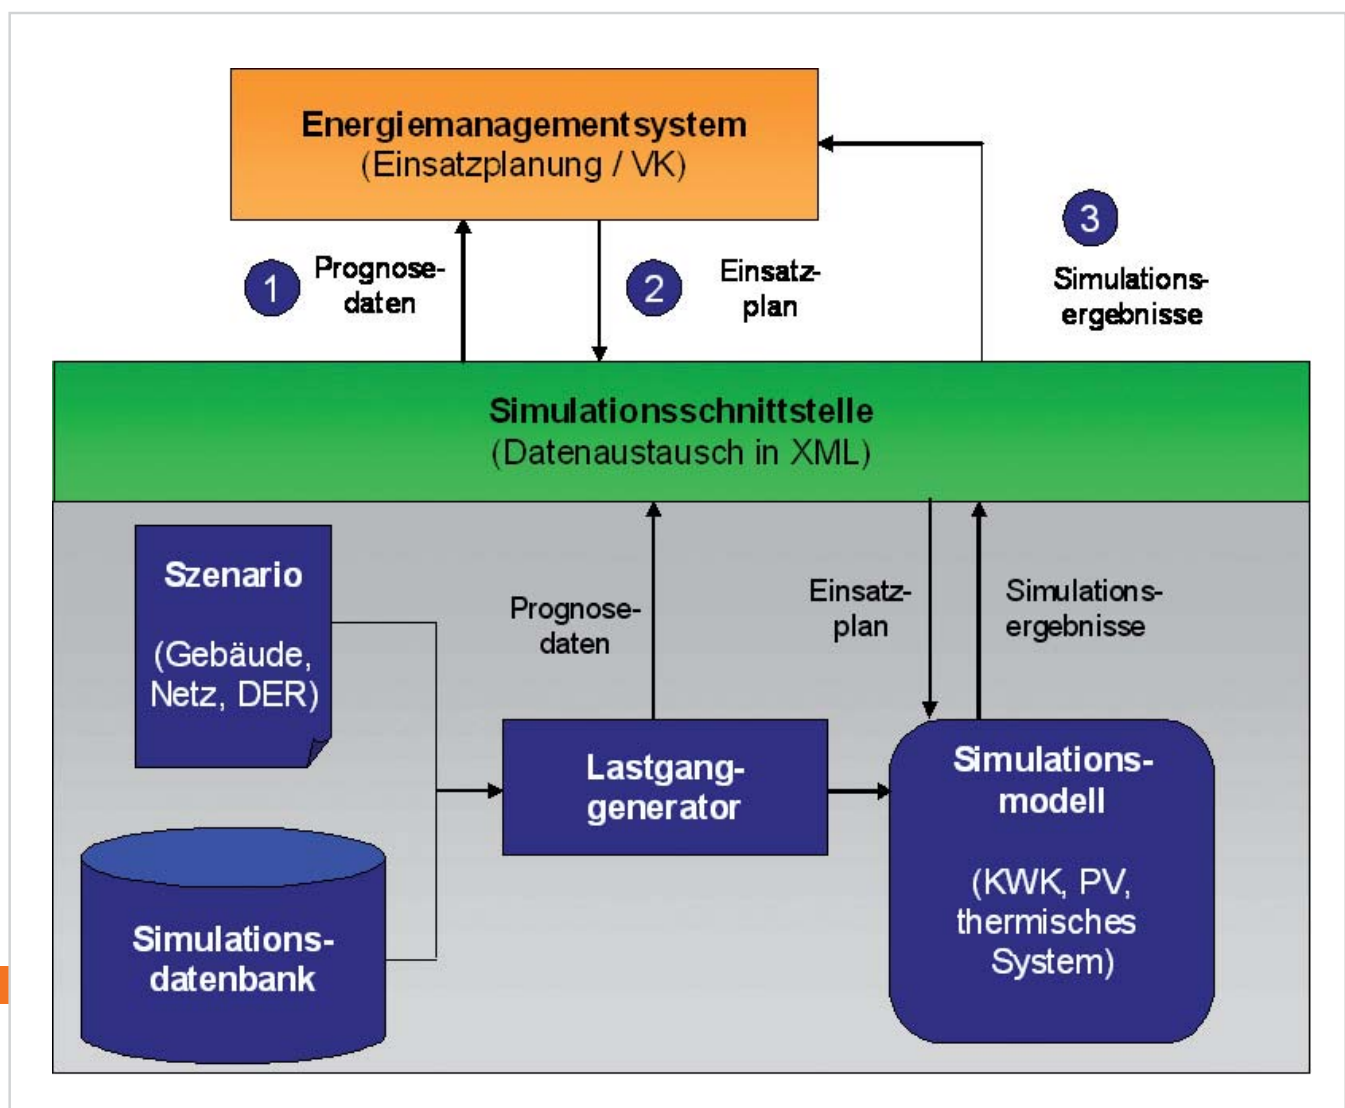 Energiemanagementsystem
(Einsatzplanung / VK)
1
Prognose-
daten
2
Einsatz-
plan
3
Simulations-
ergebnisse
Simulationsschnittstelle
(Datenaustausch in XML)
Szenario
(Gebäude,
Netz, DER)
Prognose-
daten
Einsatz-
plan
Simulations-
ergebnisse
Lastgang-
generator
Simulations-
modell
(KWK, PV,
thermisches
System)
Simulations-
datenbank